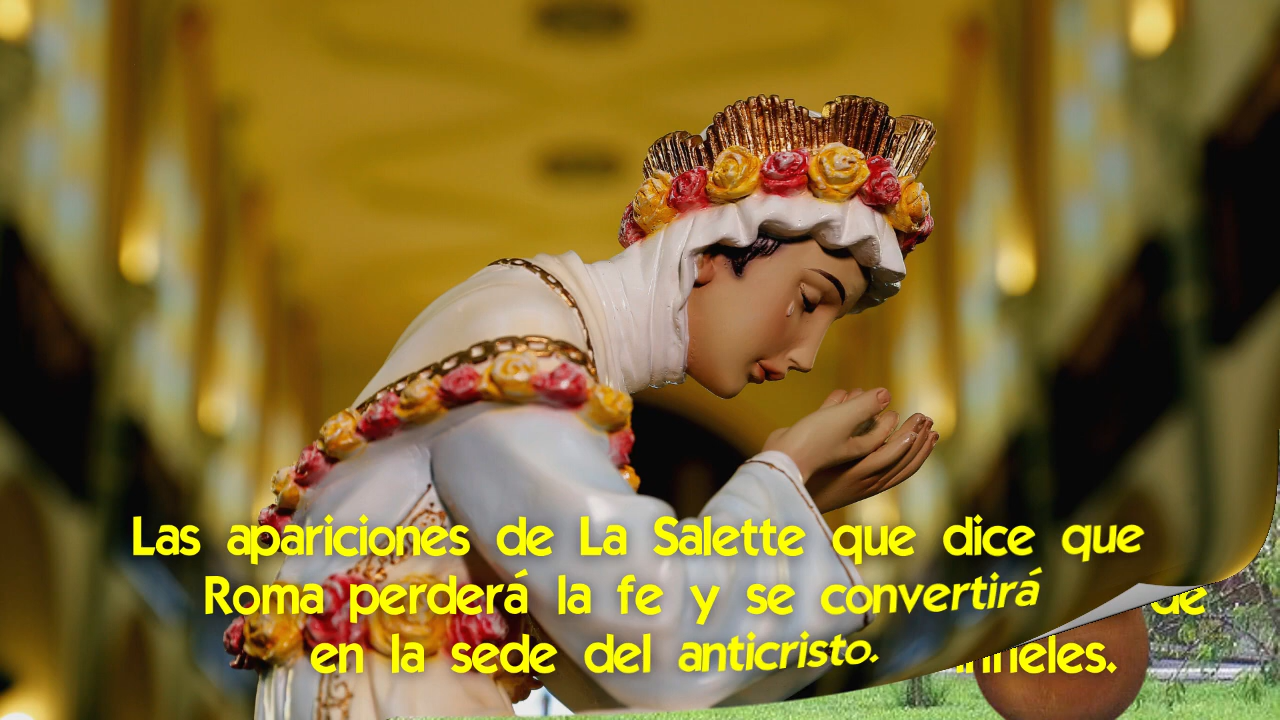 Las apariciones de La Salette que dice que
Roma perderá la fe y se convertirá de
en la sede del anticristo.